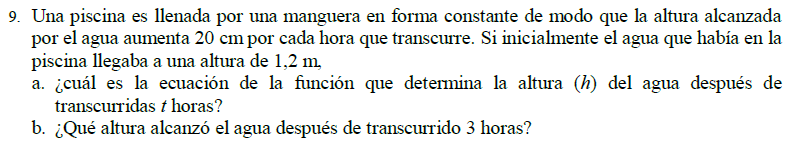 9. Una piscina es llenada por una manguera en forma constante de modo que la altura alcanzada
por el agua aumenta 20 cm por cada hora que transcurre. Si inicialmente el agua que había en la
piscina llegaba a una altura de 1,2 m,
a. ¿cuál es la ecuación de la función que determina la altura (h) del agua después de
transcurridas t horas?
b. ¿Qué altura alcanzó el agua después de transcurrido 3 horas?